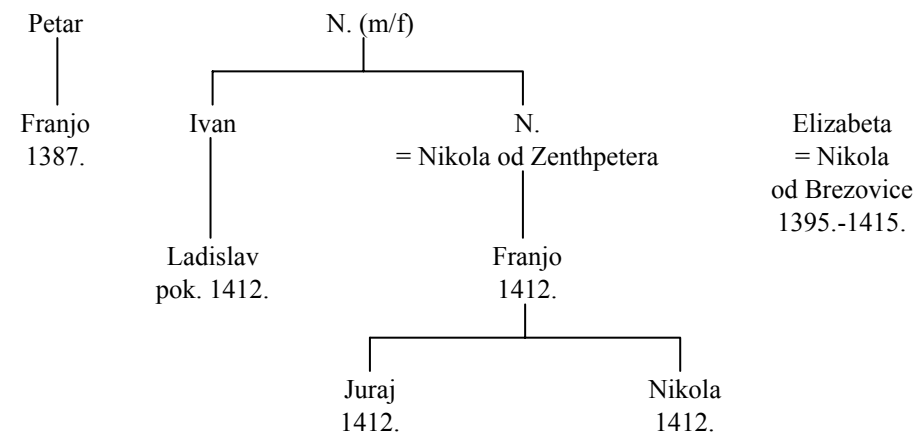 Petar
N. (m/f)
Franjo
1387.
Ivan
N.
= Nikola od Zenthpetera
Elizabeta
= Nikola
od Brezovice
1395.-1415.
Ladislav
pok. 1412.
Franjo
1412.
Juraj
1412.
Nikola
1412.